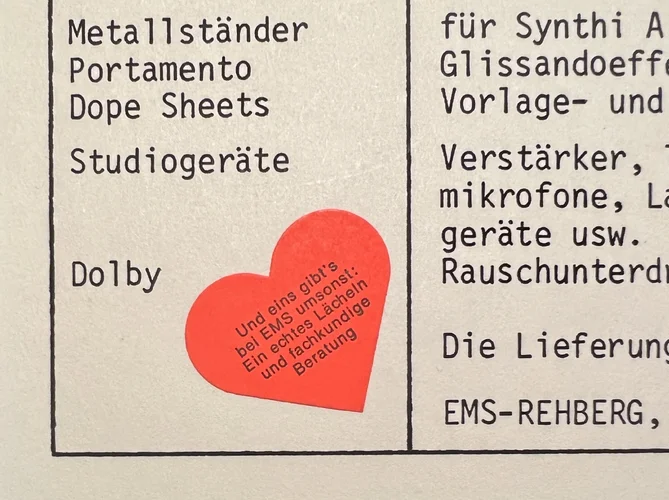 Metallständer
Portamento
Dope Sheets
Studiogeräte
Dolby
Und eins gibt's
bei EMS umsonst:
Ein echtes Lächeln
und fachkundige
Beratung
für Synthi A
Glissandoeffe
Vorlage- und
Verstärker,
mikrofone, La
geräte usw.
Rauschunterdr
Die Lieferung
EMS-REHBERG,